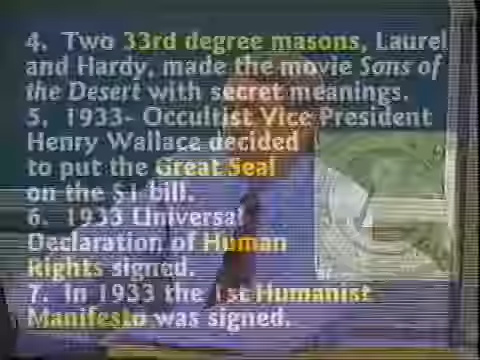 4. Two 33rd degree masons, Laurel
and Hardy, made the movie Sons of
the Desert with secret meanings.
5. 1933- Occultist Vice President
Henry Wallace decided
to put the Great Seal
on the $1 bill.
6. 1933 Universal
Declaration of Human
Rights signed.
7. In 1933 the 1st Humanist
Manifesto was signed.